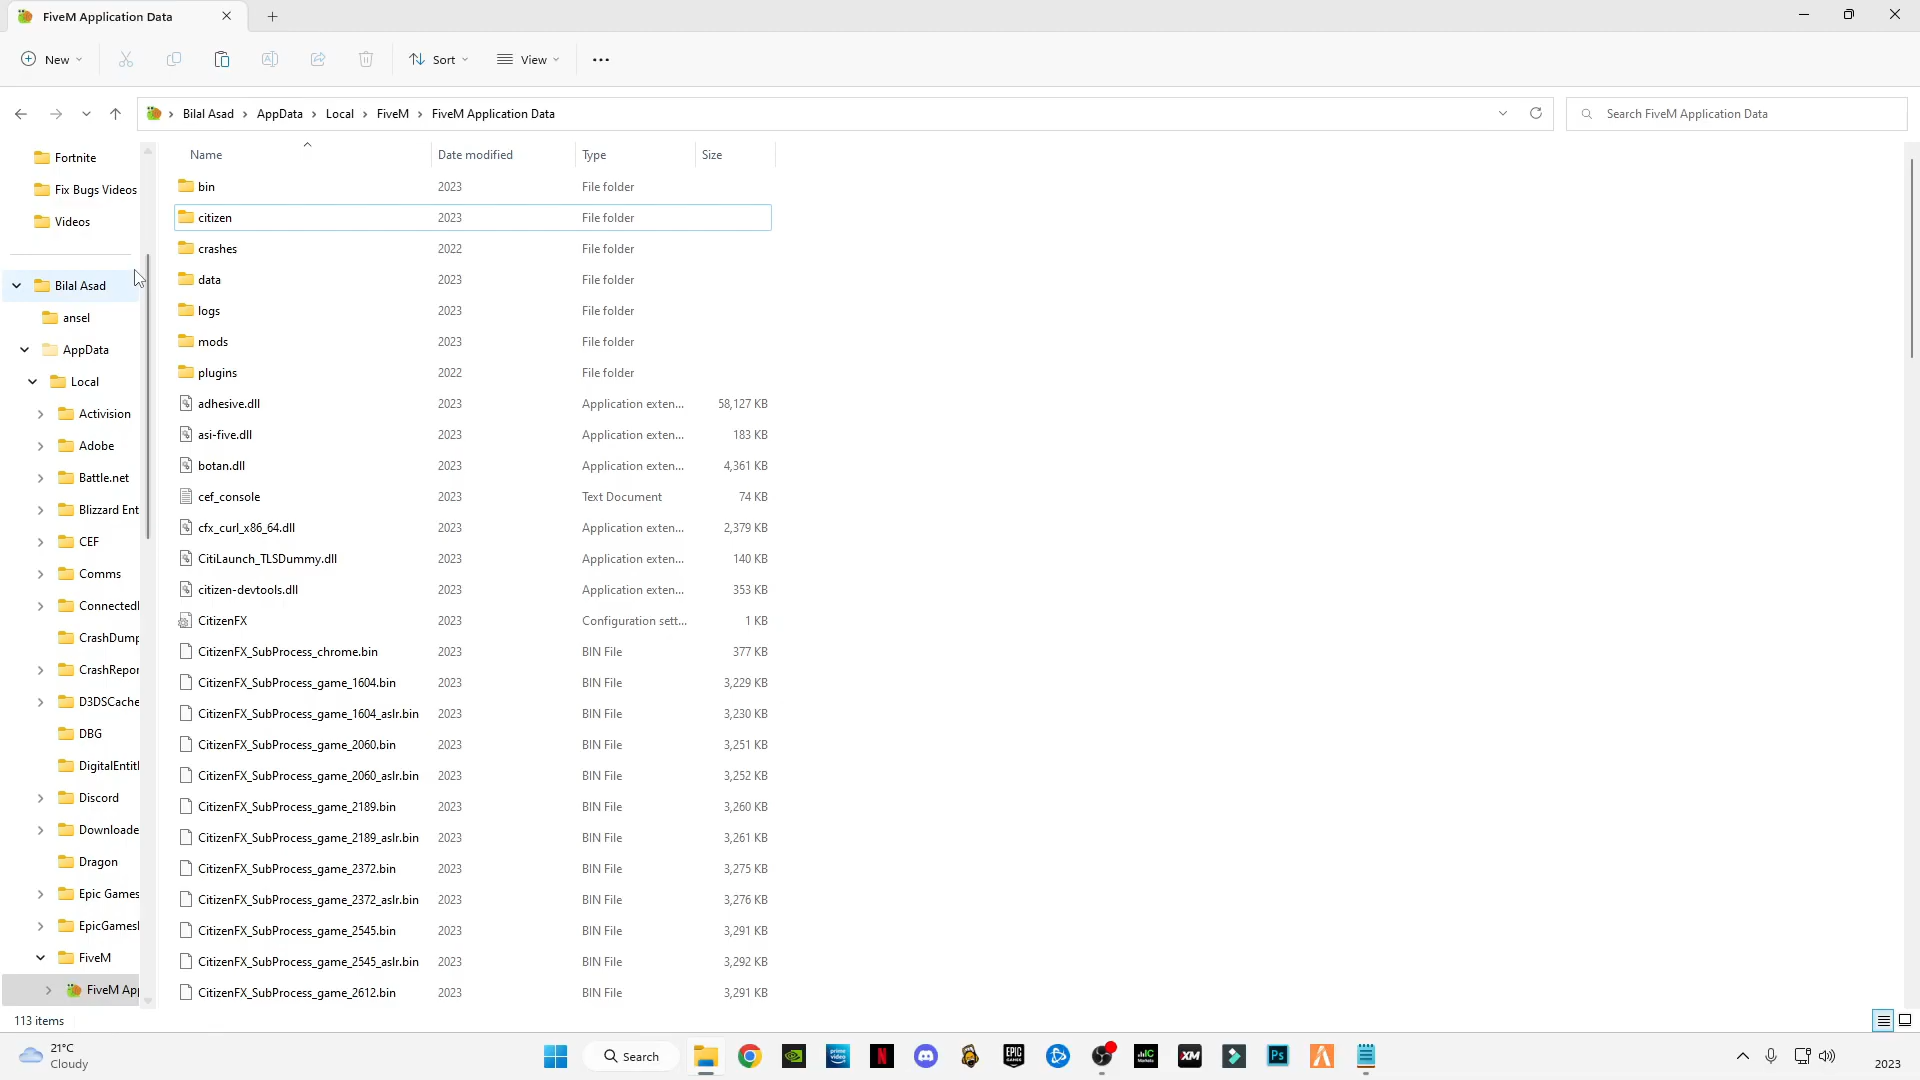 FiveM Application Data
New
Sort
View
Bilal Asad
AppData
Local
FiveM
FiveM Application Data
Search FiveM Application Data
Fortnite
Fix Bugs Videos
Videos
Bilal Asad
ansel
AppData
Local
Activision
Adobe
Battle.net
Blizzard Ent
CEF
Comms
Connectedl
CrashDump
CrashRepor
D3DSCache
DBG
DigitalEntitl
Discord
Downloade
Dragon
Epic Games
EpicGamesl
FiveM
FiveM App
Name Date modified Type Size
bin 2023 File folder
citizen 2023 File folder
crashes 2022 File folder
data 2023 File folder
logs 2023 File folder
mods 2023 File folder
plugins 2022 File folder
adhesive.dll 2023 Application exten... 58,127 KB
asi-five.dll 2023 Application exten... 183 KB
botan.dll 2023 Application exten... 4,361 KB
cef_console 2023 Text Document 74 KB
cfx_curl_x86_64.dll 2023 Application exten... 2,379 KB
CitiLaunch_TLSDummy.dll 2023 Application exten... 140 KB
citizen-devtools.dll 2023 Application exten... 353 KB
CitizenFX 2023 Configuration sett... 1 KB
CitizenFX_SubProcess_chrome.bin 2023 BIN File 377 KB
CitizenFX_SubProcess_game_1604.bin 2023 BIN File 3,229 KB
CitizenFX_SubProcess_game_1604_aslr.bin 2023 BIN File 3,230 KB
CitizenFX_SubProcess_game_2060.bin 2023 BIN File 3,251 KB
CitizenFX_SubProcess_game_2060_aslr.bin 2023 BIN File 3,252 KB
CitizenFX_SubProcess_game_2189.bin 2023 BIN File 3,260 KB
CitizenFX_SubProcess_game_2189_aslr.bin 2023 BIN File 3,261 KB
CitizenFX_SubProcess_game_2372.bin 2023 BIN File 3,275 KB
CitizenFX_SubProcess_game_2372_aslr.bin 2023 BIN File 3,276 KB
CitizenFX_SubProcess_game_2545.bin 2023 BIN File 3,291 KB
CitizenFX_SubProcess_game_2545_aslr.bin 2023 BIN File 3,292 KB
CitizenFX_SubProcess_game_2612.bin 2023 BIN File 3,291 KB
113 items
21°C
Cloudy
Search
prime video
N
EPIC GAMES
XM
Ps
2023